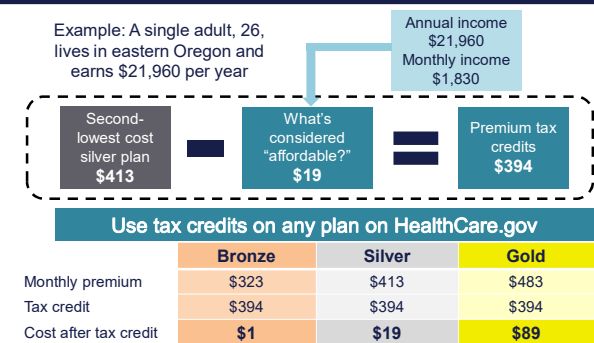 Example: A single adult, 26,
lives in eastern Oregon and
earns $21,960 per year
Annual income
$21,960
Monthly income
$1,830
Second-
lowest cost
silver plan
$413
What's
considered
“affordable?”
$19
Premium tax
credits
$394
Use tax credits on any plan on HealthCare.gov
Bronze Silver Gold
Monthly premium $323 $413 $483
Tax credit $394 $394 $394
Cost after tax credit $1 $19 $89